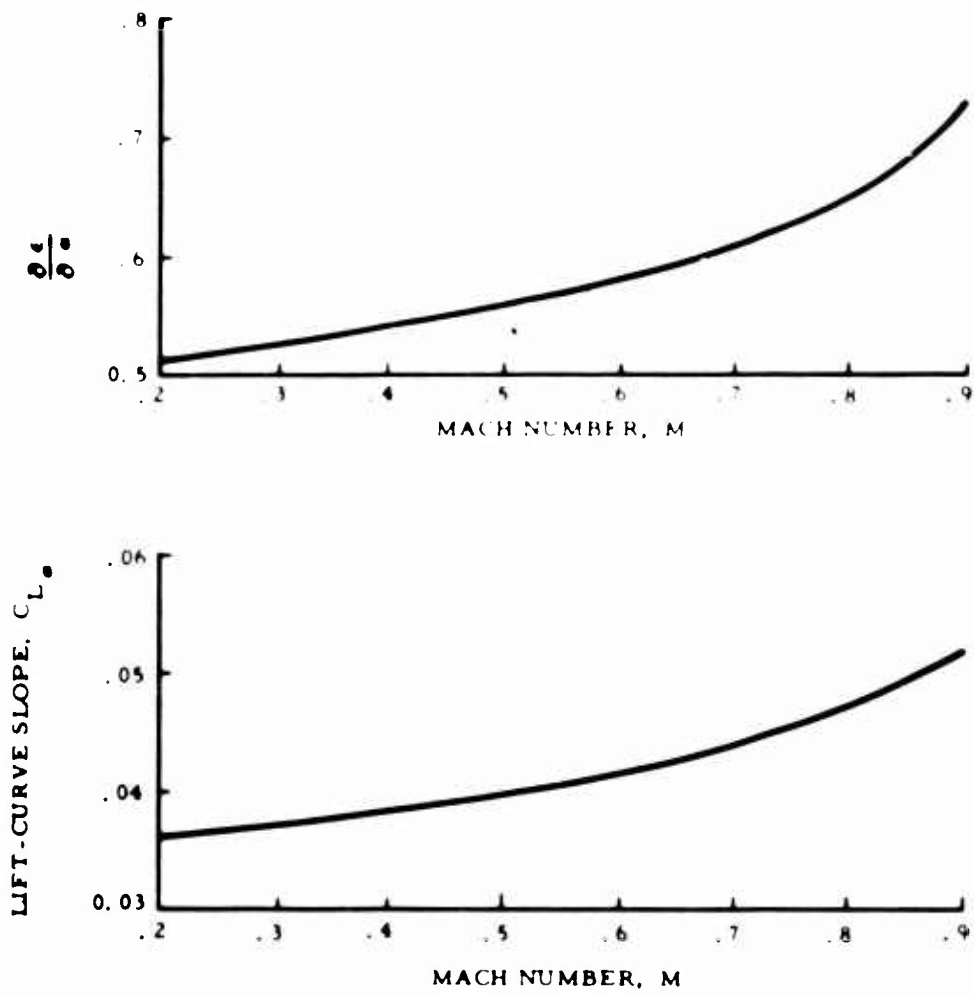 .8
.7
.6
0.5
∂ϵ
∂α
.2 .3 .4 .5 .6 .7 .8 .9
MACH NUMBER, M
.06
.05
.04
0.03
LIFT-CURVE SLOPE, CLα
.2 .3 .4 .5 .6 .7 .8 .9
MACH NUMBER, M